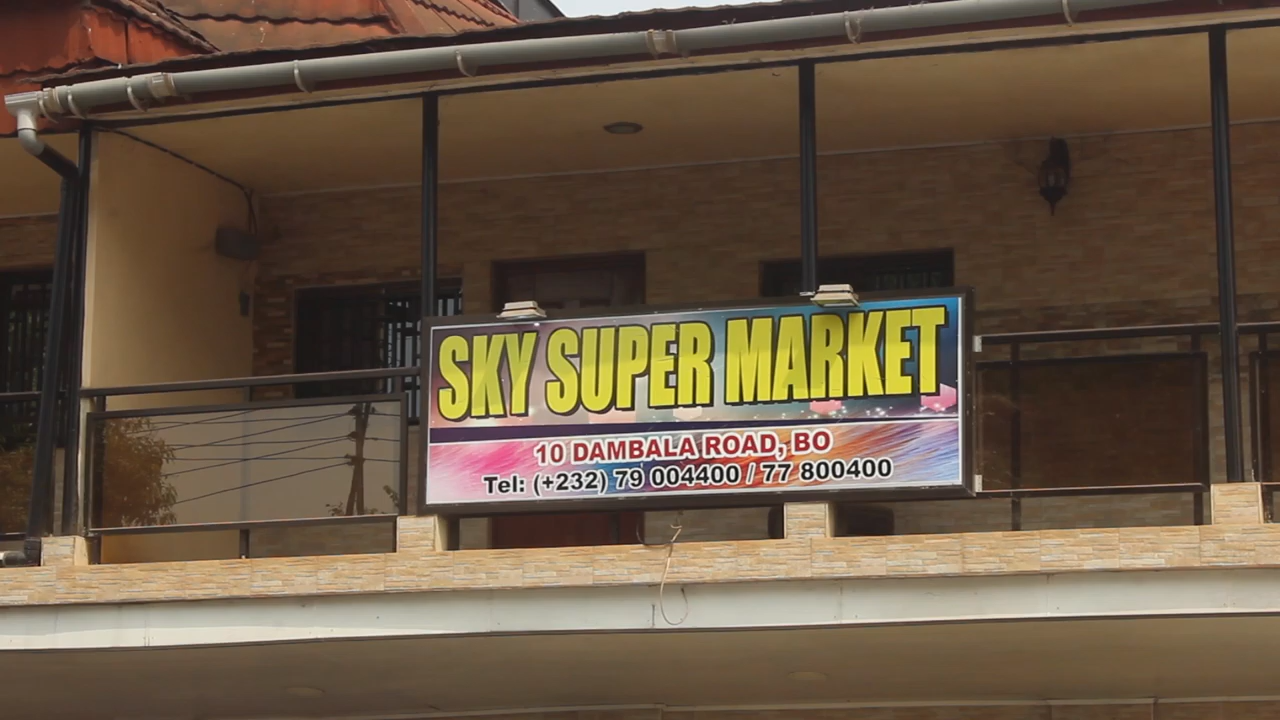 SKY SUPER MARKET
10 DAMBALA ROAD, BO
Tel: (+232) 79 004400 / 77 800400